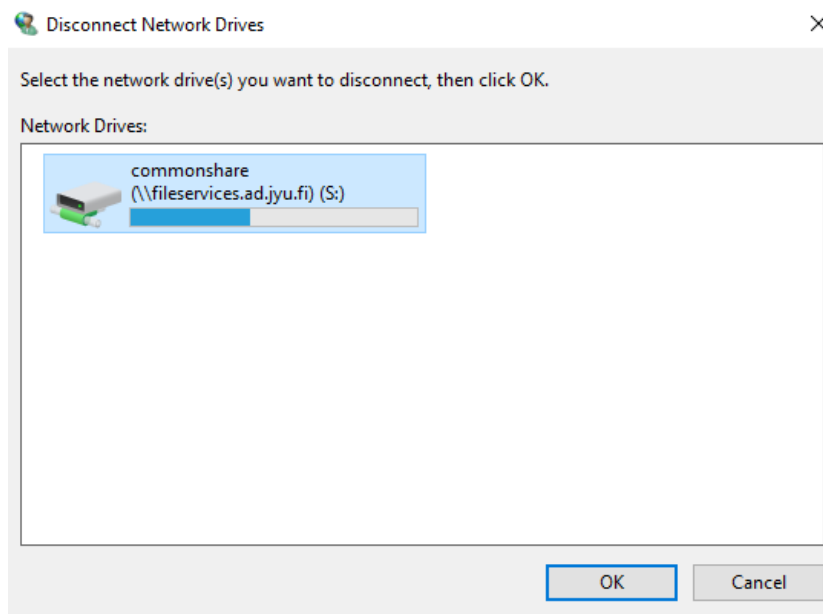 Disconnect Network Drives
Select the network drive(s) you want to disconnect, then click OK.
Network Drives:
commonshare
(\\fileservices.ad.jyu.fi) (S:)
OK
Cancel